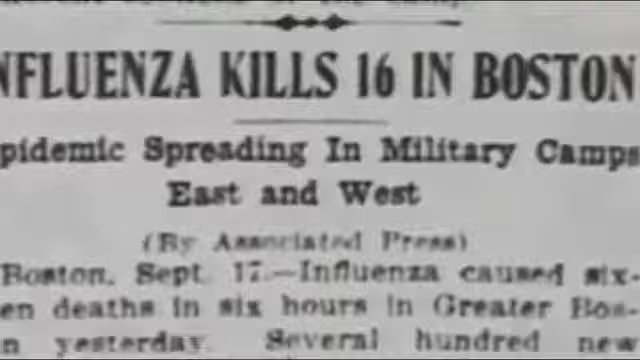 NFLUENZA KILLS 16 IN BOSTON
pidemic Spreading In Military Camps
East and West
(By Associated Press)
Boston, Sept. 17.—Influenza caused six-
en deaths in six hours in Greater Bos-
n yesterday. Several hundred new